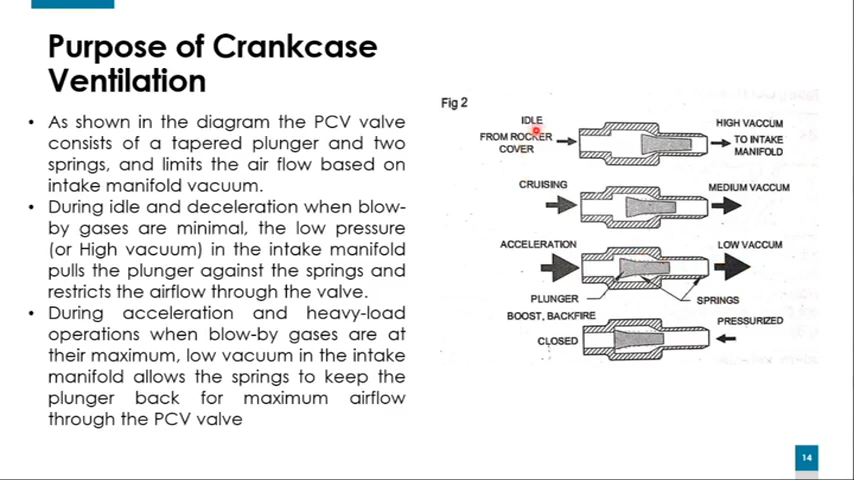 Purpose of Crankcase
Ventilation
• As shown in the diagram the PCV valve
consists of a tapered plunger and two
springs, and limits the air flow based on
intake manifold vacuum.
• During idle and deceleration when blow-
by gases are minimal, the low pressure
(or High vacuum) in the intake manifold
pulls the plunger against the springs and
restricts the airflow through the valve.
• During acceleration and heavy-load
operations when blow-by gases are at
their maximum, low vacuum in the intake
manifold allows the springs to keep the
plunger back for maximum airflow
through the PCV valve
Fig 2
IDLE
FROM ROCKER
COVER
HIGH VACCUM
TO INTAKE
MANIFOLD
CRUISING
MEDIUM VACCUM
ACCELERATION
LOW VACCUM
PLUNGER
SPRINGS
BOOST, BACKFIRE
PRESSURIZED
CLOSED
14